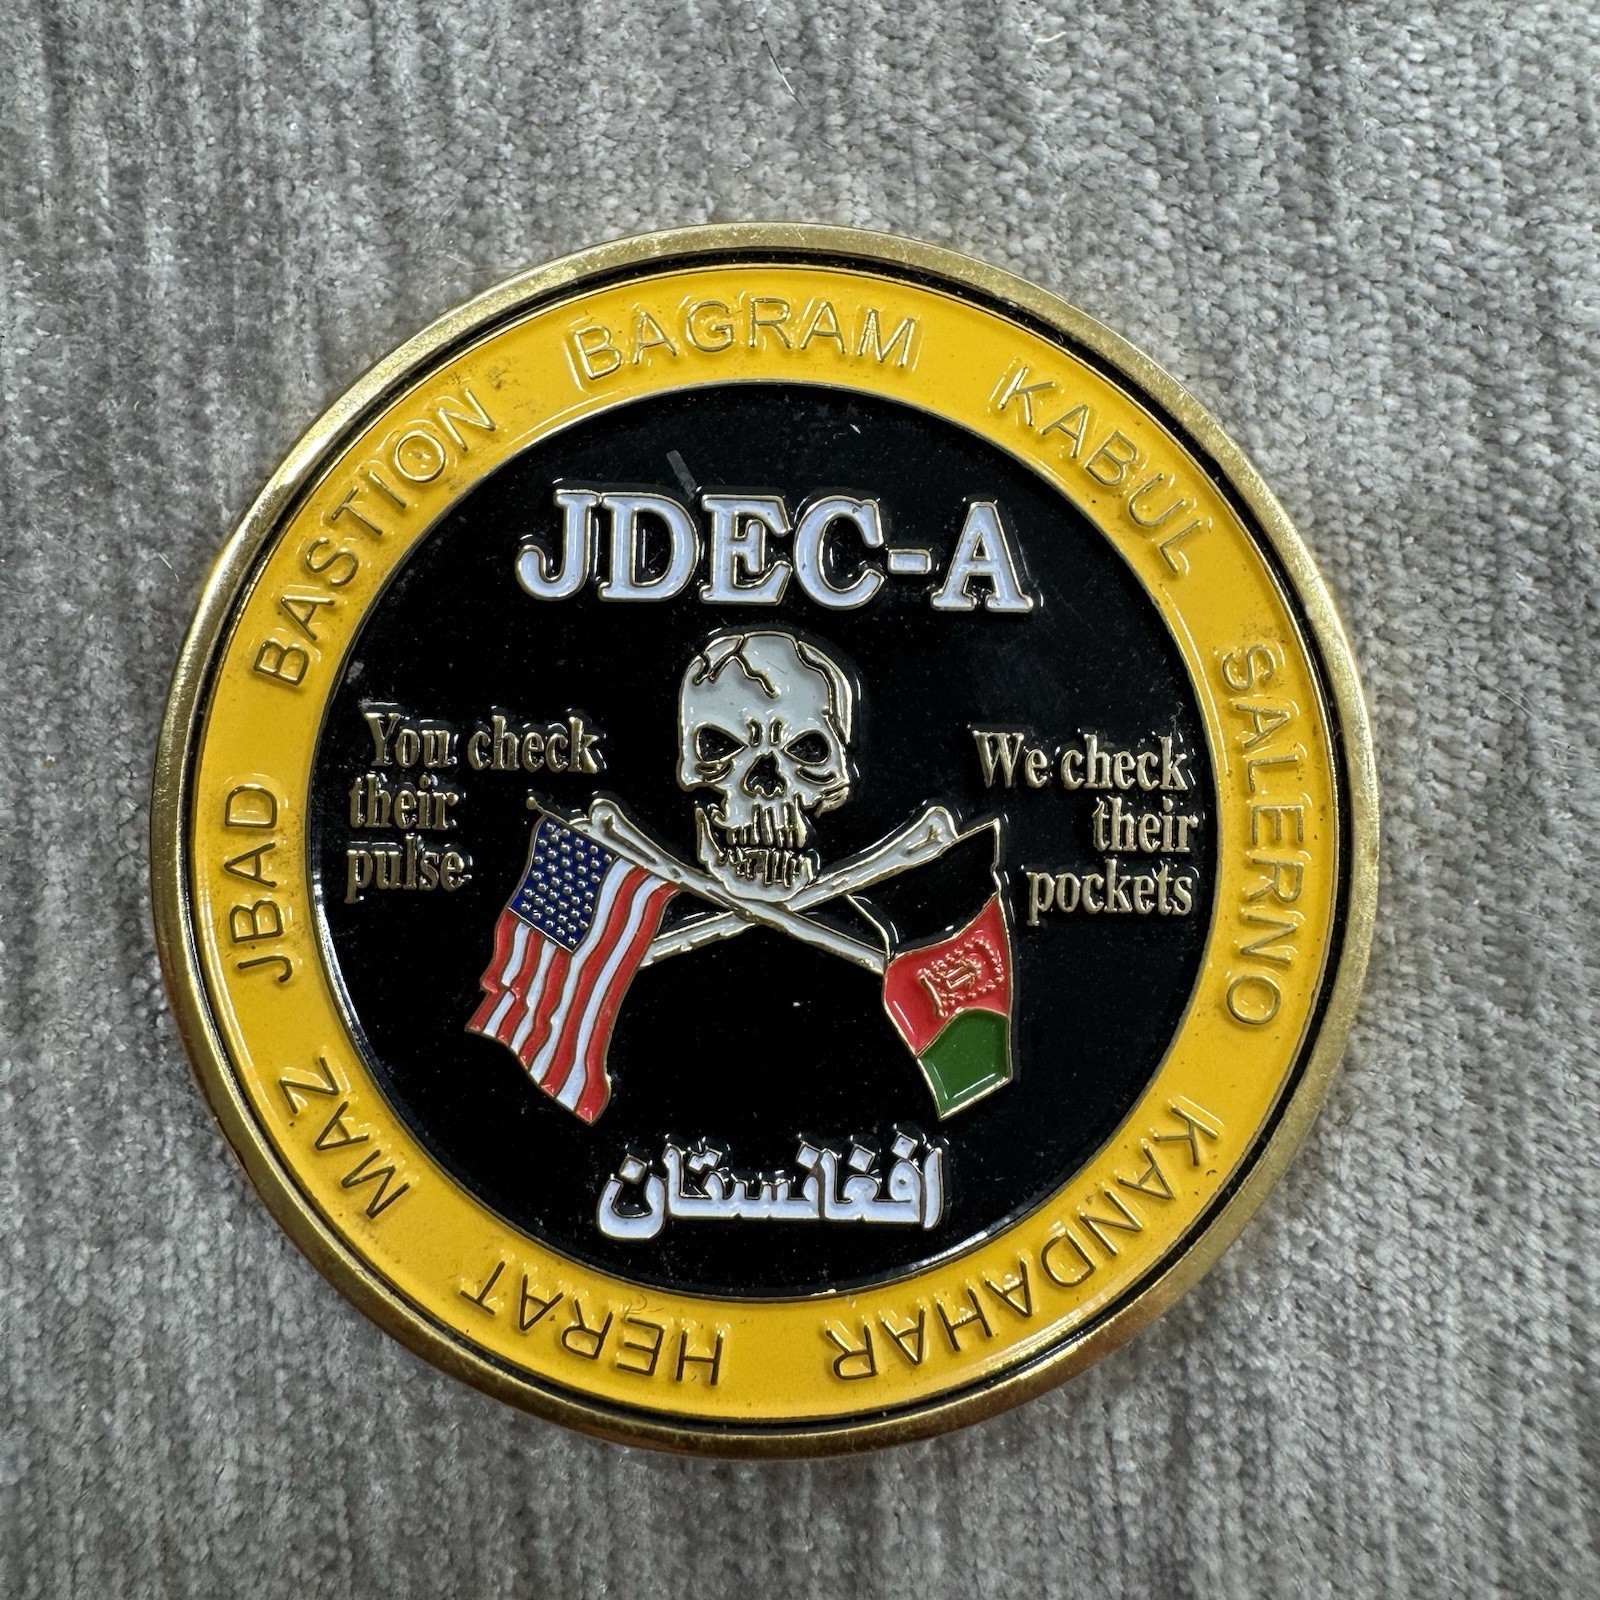 BAGRAM
KABUL
SALERNO
KANDAHAR
HERAT
MAZ
JBAD
BASTION
JDEC-A
You check
their
pulse
We check
their
pockets
افغانستان